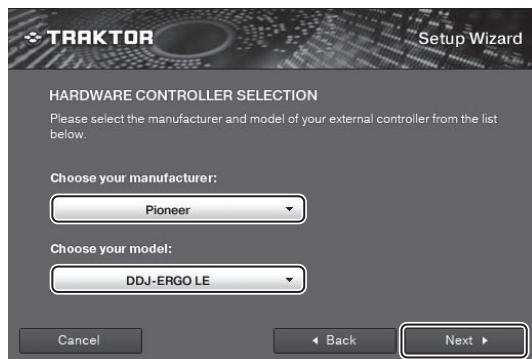 TRAKTOR
Setup Wizard
HARDWARE CONTROLLER SELECTION
Please select the manufacturer and model of your external controller from the list
below.
Choose your manufacturer:
Pioneer
Choose your model:
DDJ-ERGO LE
Cancel
Back
Next